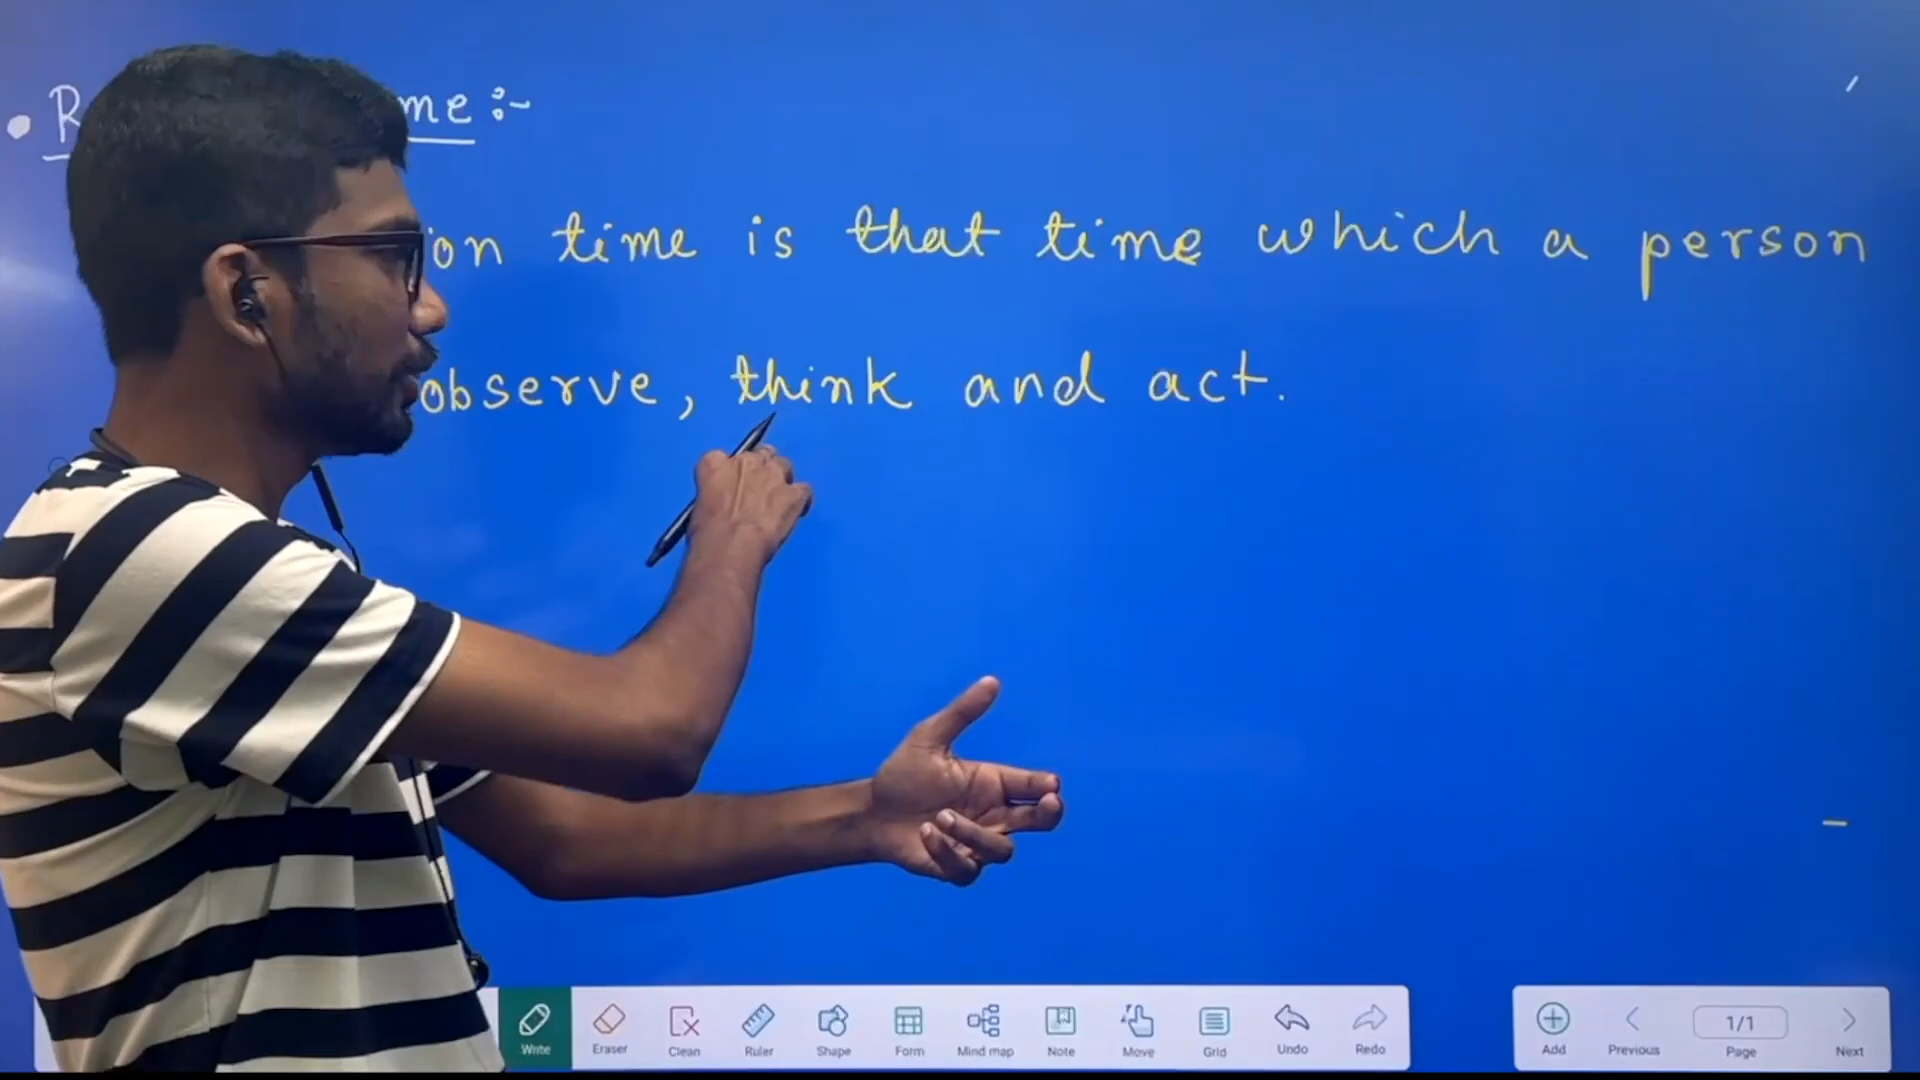 me :-
on time is that time which a person
observe, think and act.
Write Eraser Clean Ruler Shape Form Mind map Note Move Grid Undo Redo
1/1
Add Previous Page Next